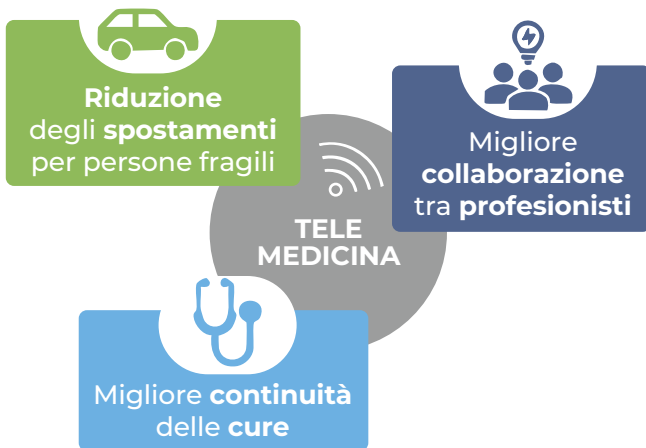 Riduzione
degli spostamenti
per persone fragili
Migliore
collaborazione
tra profesionisti
TELE
MEDICINA
Migliore continuità
delle cure